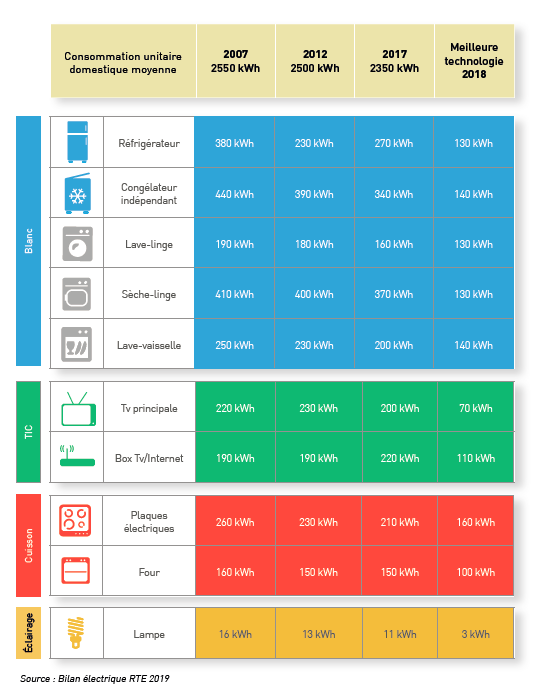 Consommation unitaire
domestique moyenne
2007
2550 kWh
2012
2500 kWh
2017
2350 kWh
Meilleure
technologie
2018
Blanc
Réfrigérateur
380 kWh
230 kWh
270 kWh
130 kWh
Congélateur
indépendant
440 kWh
390 kWh
340 kWh
140 kWh
Lave-linge
190 kWh
180 kWh
160 kWh
130 kWh
Sèche-linge
410 kWh
400 kWh
370 kWh
130 kWh
Lave-vaisselle
250 kWh
230 kWh
200 kWh
140 kWh
TIC
Tv principale
220 kWh
230 kWh
200 kWh
70 kWh
Box Tv/Internet
190 kWh
190 kWh
220 kWh
110 kWh
Cuisson
Plaques
électriques
260 kWh
230 kWh
210 kWh
160 kWh
Four
160 kWh
150 kWh
150 kWh
100 kWh
Éclairage
Lampe
16 kWh
13 kWh
11 kWh
3 kWh
Source : Bilan électrique RTE 2019